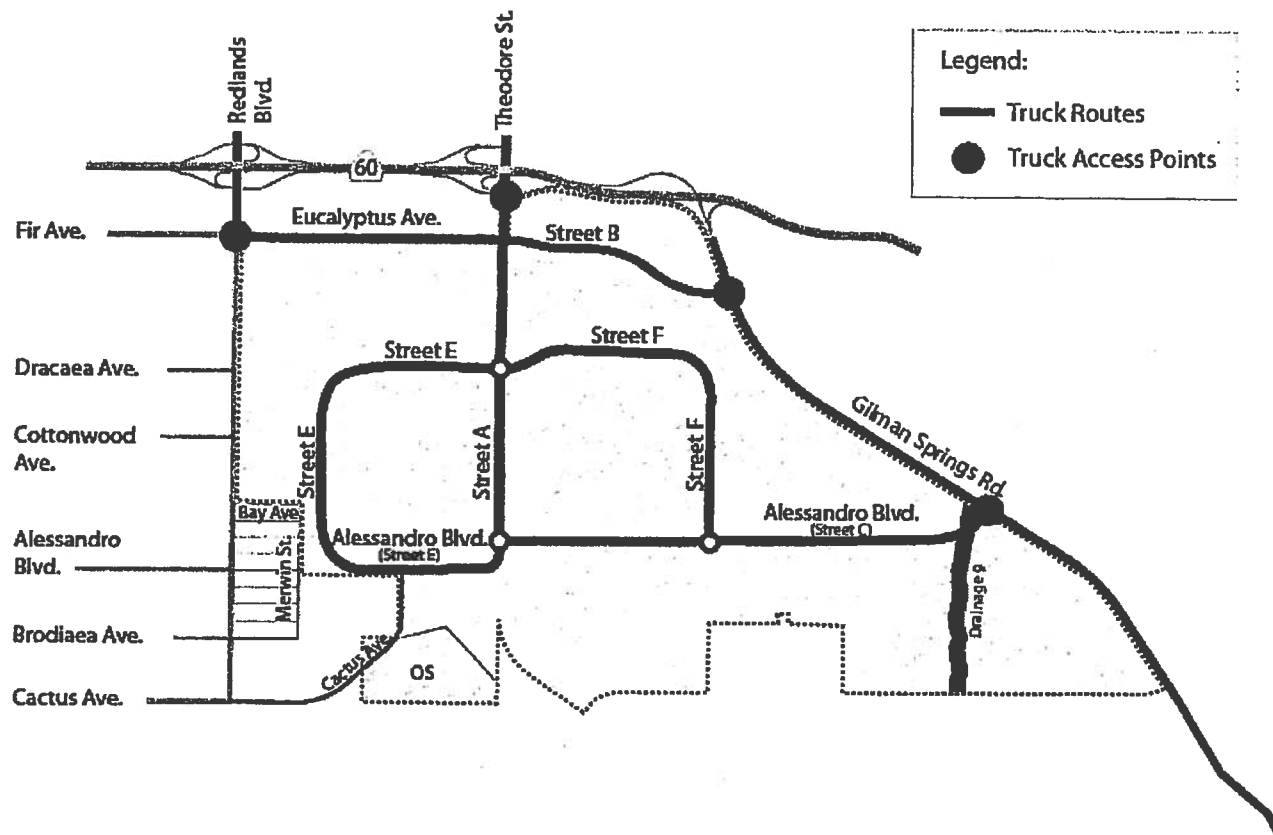 Redlands
Blvd.
Theodore St.
Legend:
Truck Routes
Truck Access Points
60
Fir Ave.
Eucalyptus Ave.
Street B
Dracaea Ave.
Street E
Street F
Cottonwood
Ave.
Street E
Street A
Street F
Gilman Springs Rd.
Bay Ave
Alessandro
Blvd.
Merwin St.
Alessandro Blvd.
(Street E)
Alessandro Blvd.
(Street C)
Drainage 9
Brodiaea Ave.
Cactus Ave.
Cactus Ave.
OS